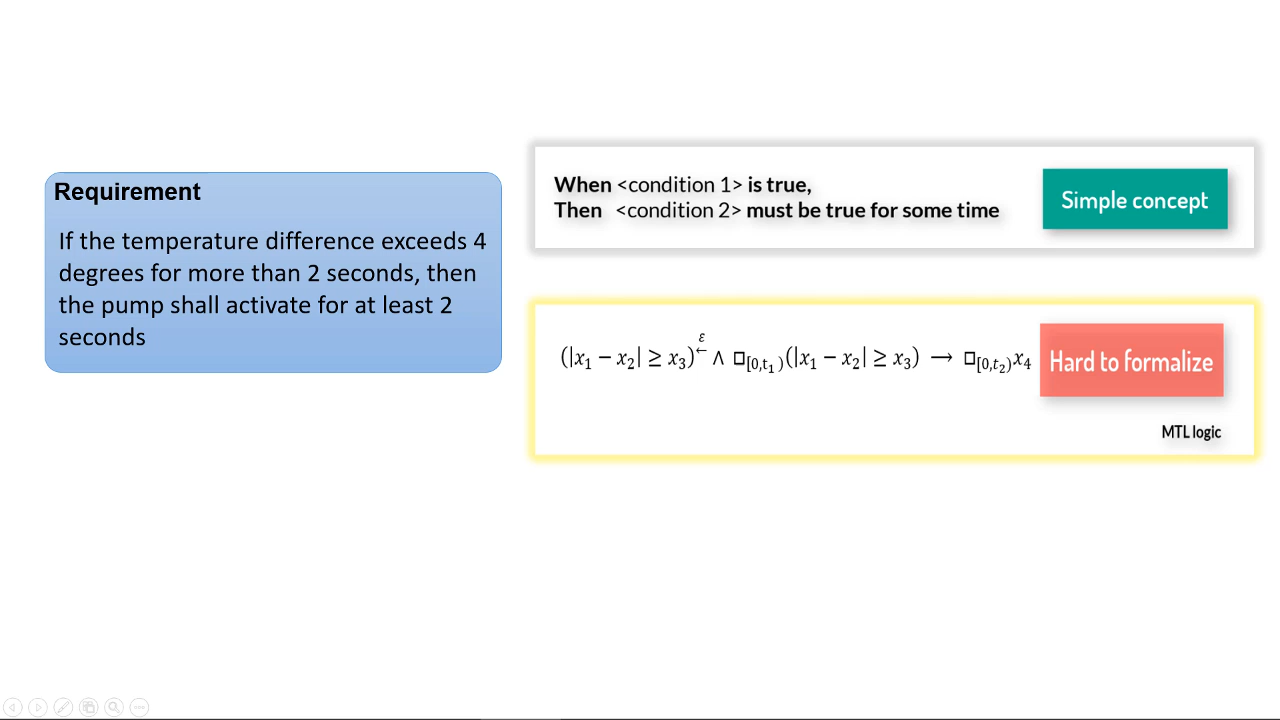 Requirement
If the temperature difference exceeds 4
degrees for more than 2 seconds, then
the pump shall activate for at least 2
seconds
When <condition 1> is true,
Then <condition 2> must be true for some time
Simple concept
(|x₁ − x₂| ≥ x₃)^{←^ε} ∧ □_{[0,t₁)}(|x₁ − x₂| ≥ x₃) ⟶ □_{[0,t₂)}x₄
Hard to formalize
MTL logic